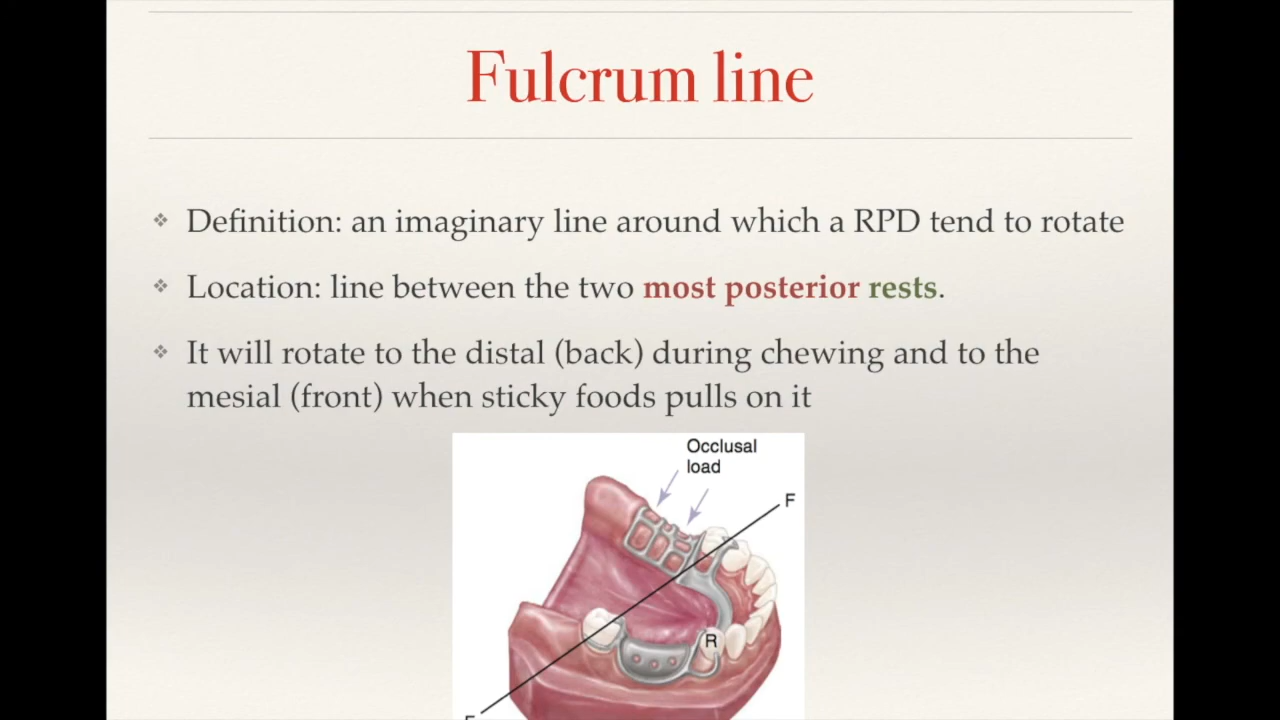 Fulcrum line
Definition: an imaginary line around which a RPD tend to rotate
Location: line between the two most posterior rests.
It will rotate to the distal (back) during chewing and to the
mesial (front) when sticky foods pulls on it
Occlusal
load
F
R
F